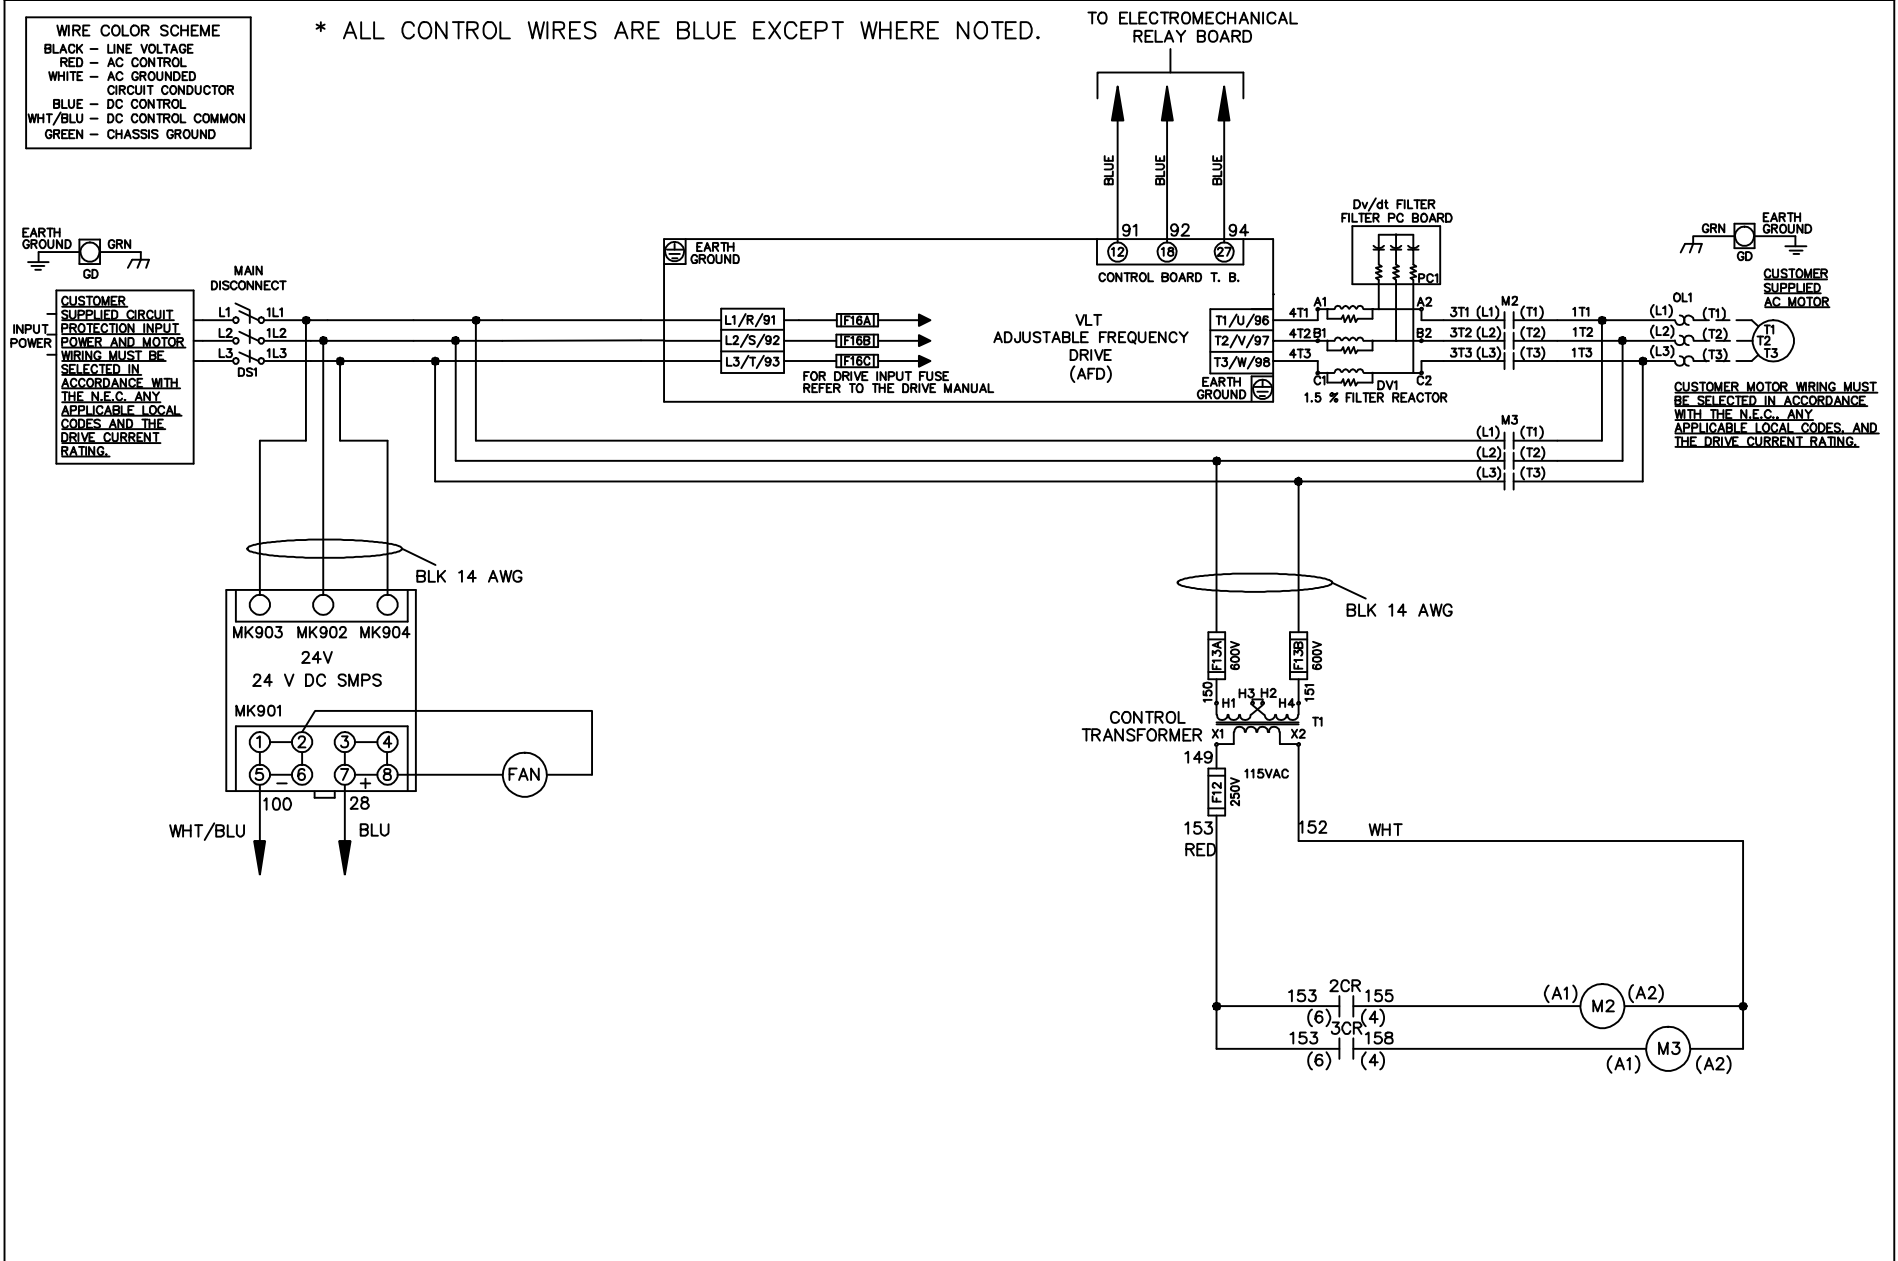 WIRE COLOR SCHEME
BLACK – LINE VOLTAGE
RED – AC CONTROL
WHITE – AC GROUNDED
CIRCUIT CONDUCTOR
BLUE – DC CONTROL
WHT/BLU – DC CONTROL COMMON
GREEN – CHASSIS GROUND
* ALL CONTROL WIRES ARE BLUE EXCEPT WHERE NOTED.
TO ELECTROMECHANICAL
RELAY BOARD
BLUE
BLUE
BLUE
91 92 94
12 18 27
CONTROL BOARD T. B.
EARTH
GROUND
GRN
GD
MAIN
DISCONNECT
L1 1L1
L2 1L2
L3 1L3
DS1
INPUT
POWER
CUSTOMER
SUPPLIED CIRCUIT
PROTECTION INPUT
POWER AND MOTOR
WIRING MUST BE
SELECTED IN
ACCORDANCE WITH
THE N.E.C. ANY
APPLICABLE LOCAL
CODES AND THE
DRIVE CURRENT
RATING.
EARTH
GROUND
L1/R/91
L2/S/92
L3/T/93
F16A
F16B
F16C
FOR DRIVE INPUT FUSE
REFER TO THE DRIVE MANUAL
VLT
ADJUSTABLE FREQUENCY
DRIVE
(AFD)
T1/U/96
T2/V/97
T3/W/98
EARTH
GROUND
Dv/dt FILTER
FILTER PC BOARD
PC1
4T1 A1 A2
4T2 B1 B2
4T3
C1 DV1 C2
1.5 % FILTER REACTOR
M2
3T1 (L1) (T1) 1T1
3T2 (L2) (T2) 1T2
3T3 (L3) (T3) 1T3
OL1
(L1) (T1)
(L2) (T2)
(L3) (T3)
T1
T2
T3
GRN
EARTH
GROUND
GD
CUSTOMER
SUPPLIED
AC MOTOR
CUSTOMER MOTOR WIRING MUST
BE SELECTED IN ACCORDANCE
WITH THE N.E.C., ANY
APPLICABLE LOCAL CODES, AND
THE DRIVE CURRENT RATING.
M3
(L1) (T1)
(L2) (T2)
(L3) (T3)
BLK 14 AWG
MK903 MK902 MK904
24V
24 V DC SMPS
MK901
1 2 3 4
5 – 6 7 + 8
FAN
100 28
WHT/BLU BLU
BLK 14 AWG
F13A
600V
F13B
600V
150
151
H1 H3 H2 H4
T1
CONTROL
TRANSFORMER
X1 X2
149
115VAC
F12
250V
153
RED
152 WHT
2CR
153 155
(6) (4)
(A1) M2 (A2)
3CR
153 158
(6) (4)
(A1) M3 (A2)